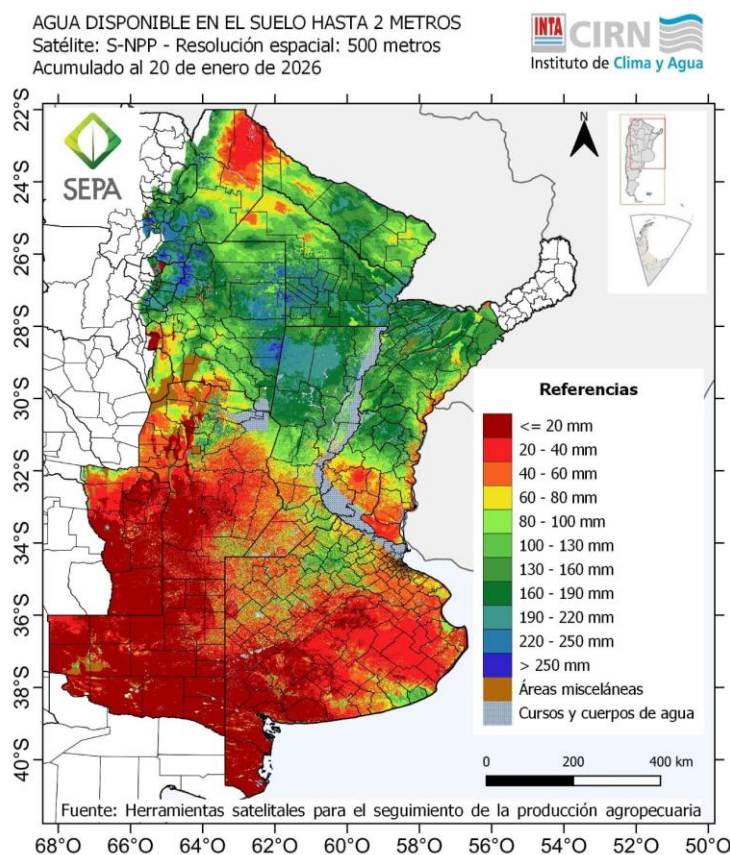 AGUA DISPONIBLE EN EL SUELO HASTA 2 METROS
Satélite: S-NPP - Resolución espacial: 500 metros
Acumulado al 20 de enero de 2026
INTA CIRN
Instituto de Clima y Agua
SEPA
N
22°S
24°S
26°S
28°S
30°S
32°S
34°S
36°S
38°S
40°S
Referencias
<= 20 mm
20 - 40 mm
40 - 60 mm
60 - 80 mm
80 - 100 mm
100 - 130 mm
130 - 160 mm
160 - 190 mm
190 - 220 mm
220 - 250 mm
> 250 mm
Áreas misceláneas
Cursos y cuerpos de agua
0 200 400 km
Fuente: Herramientas satelitales para el seguimiento de la producción agropecuaria
68°O 66°O 64°O 62°O 60°O 58°O 56°O 54°O 52°O 50°O